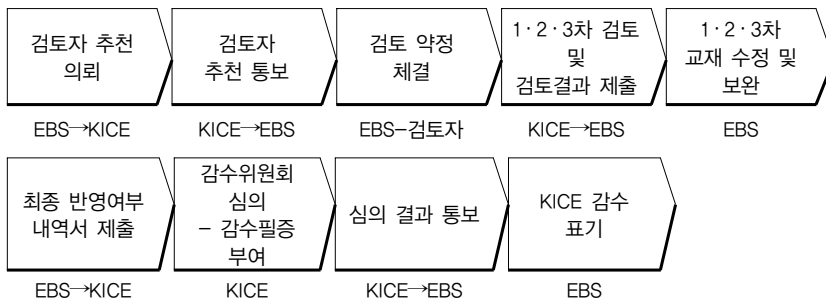 검토자 추천
의뢰
검토자
추천 통보
검토 약정
체결
1·2·3차 검토
및
검토결과 제출
1·2·3차
교재 수정 및
보완
EBS→KICE
KICE→EBS
EBS-검토자
KICE→EBS
EBS
최종 반영여부
내역서 제출
감수위원회
심의
- 감수필증
부여
심의 결과 통보
KICE 감수
표기
EBS→KICE
KICE
KICE→EBS
EBS